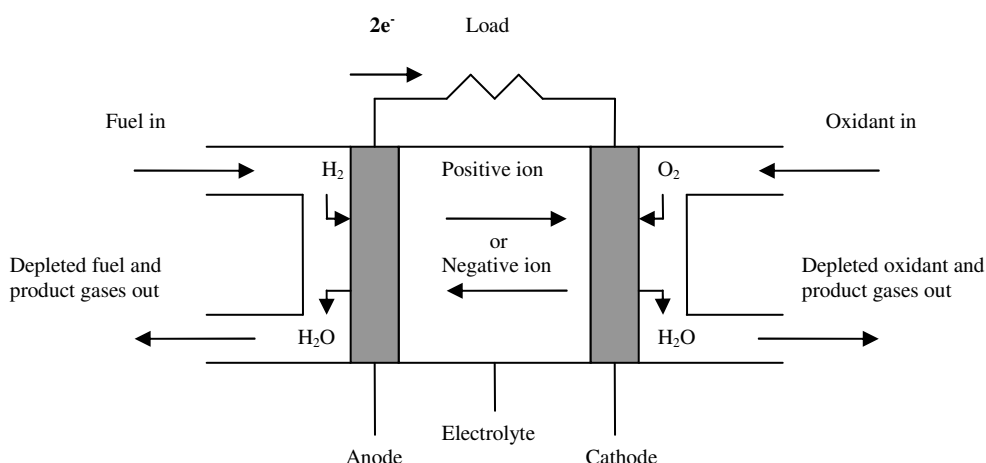 2e⁻ Load
Fuel in
Oxidant in
H₂
Positive ion
O₂
or
Negative ion
Depleted fuel and
product gases out
Depleted oxidant and
product gases out
H₂O
H₂O
Electrolyte
Anode
Cathode